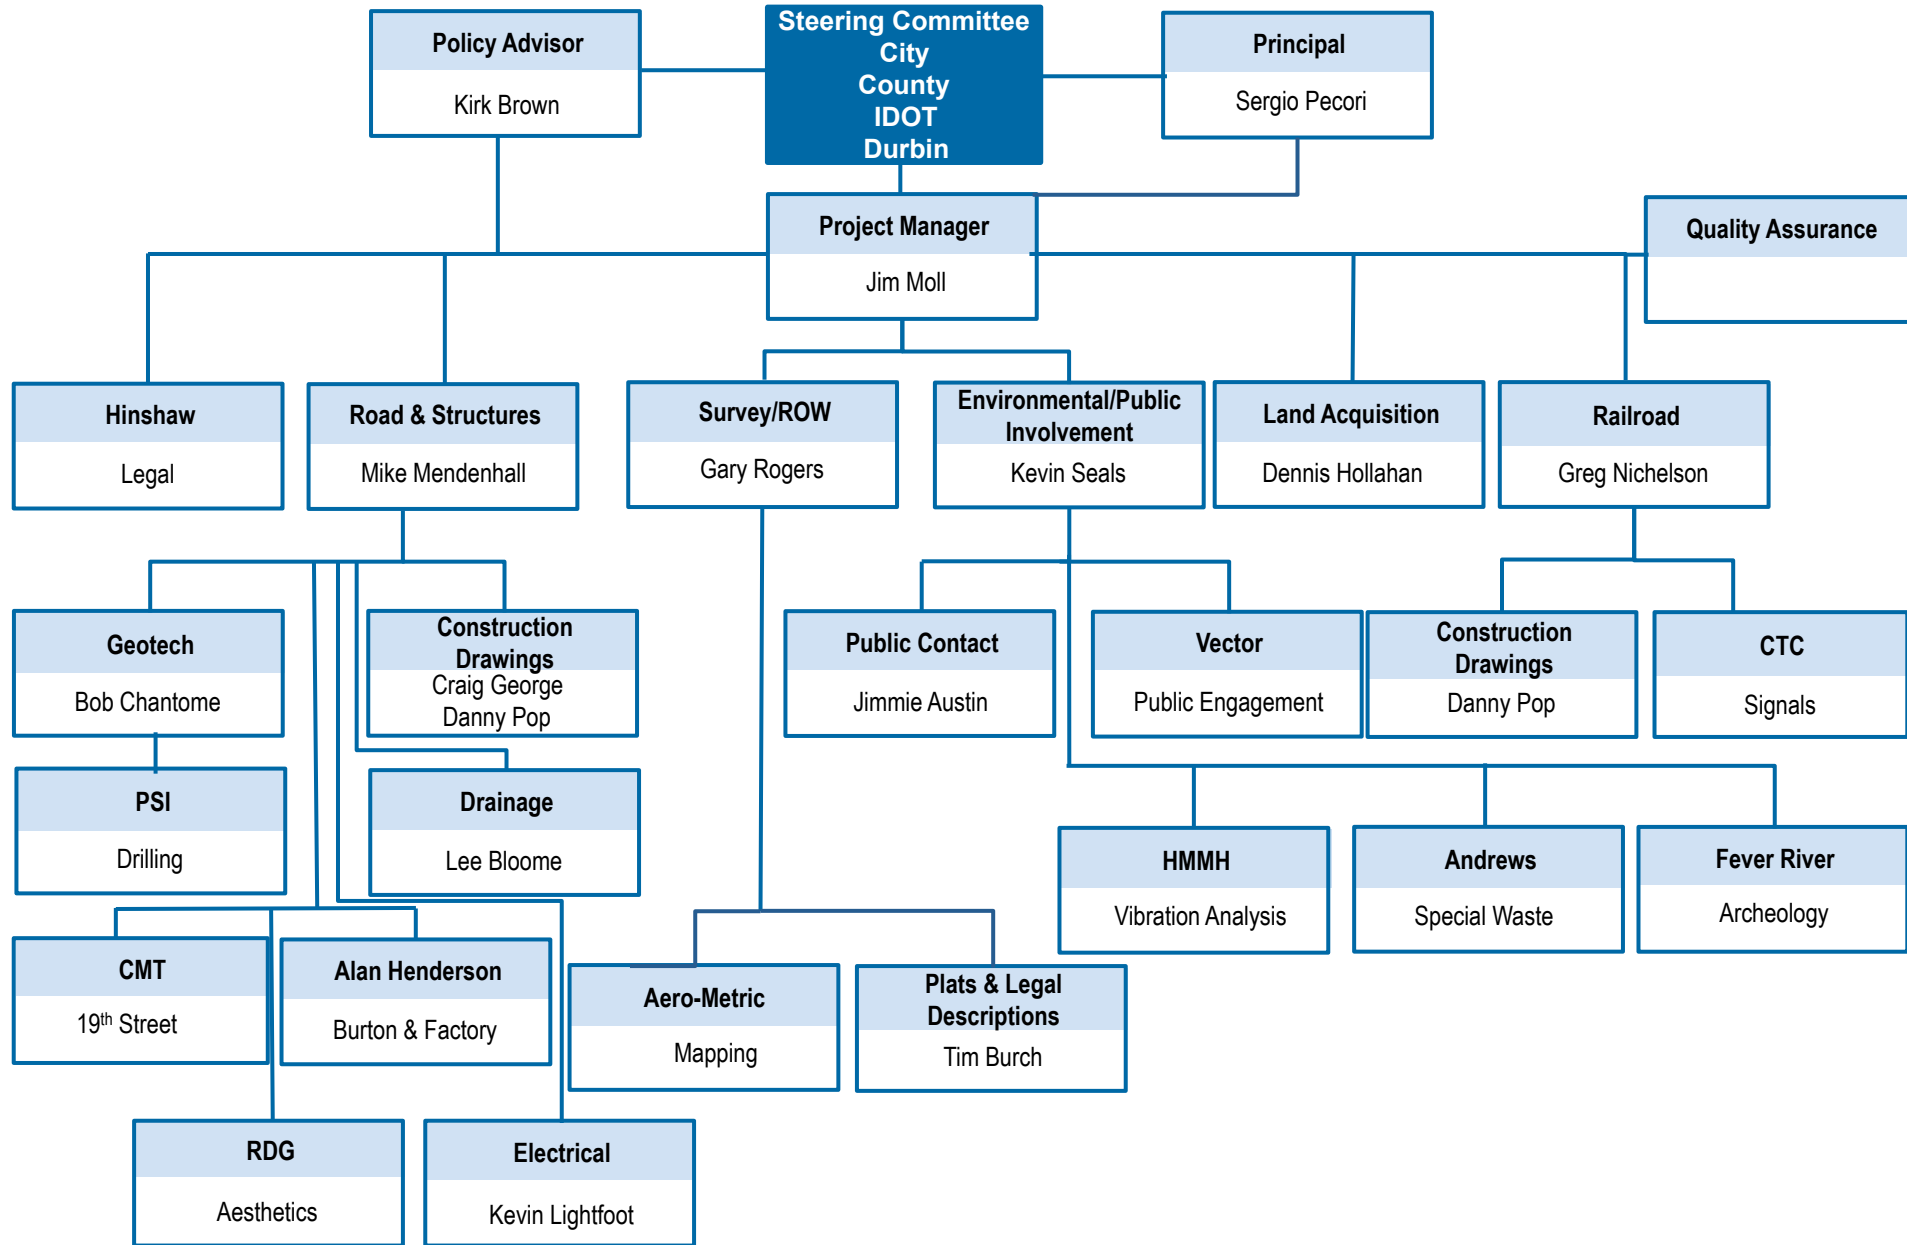 Policy Advisor
Kirk Brown
Steering Committee
City
County
IDOT
Durbin
Principal
Sergio Pecori
Project Manager
Jim Moll
Quality Assurance
Hinshaw
Legal
Road & Structures
Mike Mendenhall
Survey/ROW
Gary Rogers
Environmental/Public
Involvement
Kevin Seals
Land Acquisition
Dennis Hollahan
Railroad
Greg Nichelson
Geotech
Bob Chantome
Construction
Drawings
Craig George
Danny Pop
Public Contact
Jimmie Austin
Vector
Public Engagement
Construction
Drawings
Danny Pop
CTC
Signals
PSI
Drilling
Drainage
Lee Bloome
HMMH
Vibration Analysis
Andrews
Special Waste
Fever River
Archeology
CMT
19th Street
Alan Henderson
Burton & Factory
Aero-Metric
Mapping
Plats & Legal
Descriptions
Tim Burch
RDG
Aesthetics
Electrical
Kevin Lightfoot